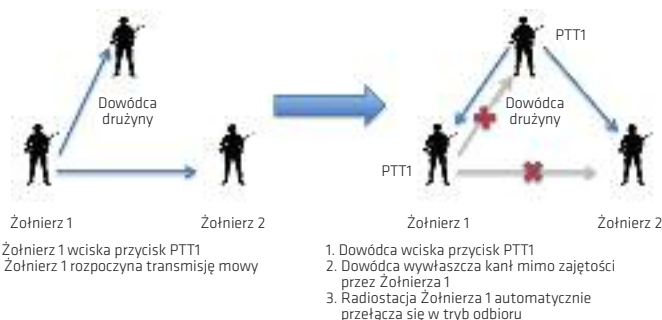 PTT1
Dowódca
drużyny
Dowódca
drużyny
PTT1
Żołnierz 1
Żołnierz 2
Żołnierz 1
Żołnierz 2
Żołnierz 1 wciska przycisk PTT1
Żołnierz 1 rozpoczyna transmisję mowy
1. Dowódca wciska przycisk PTT1
2. Dowódca wywłaszcza kanł mimo zajętości
przez Żołnierza 1
3. Radiostacja Żołnierza 1 automatycznie
przełącza się w tryb odbioru